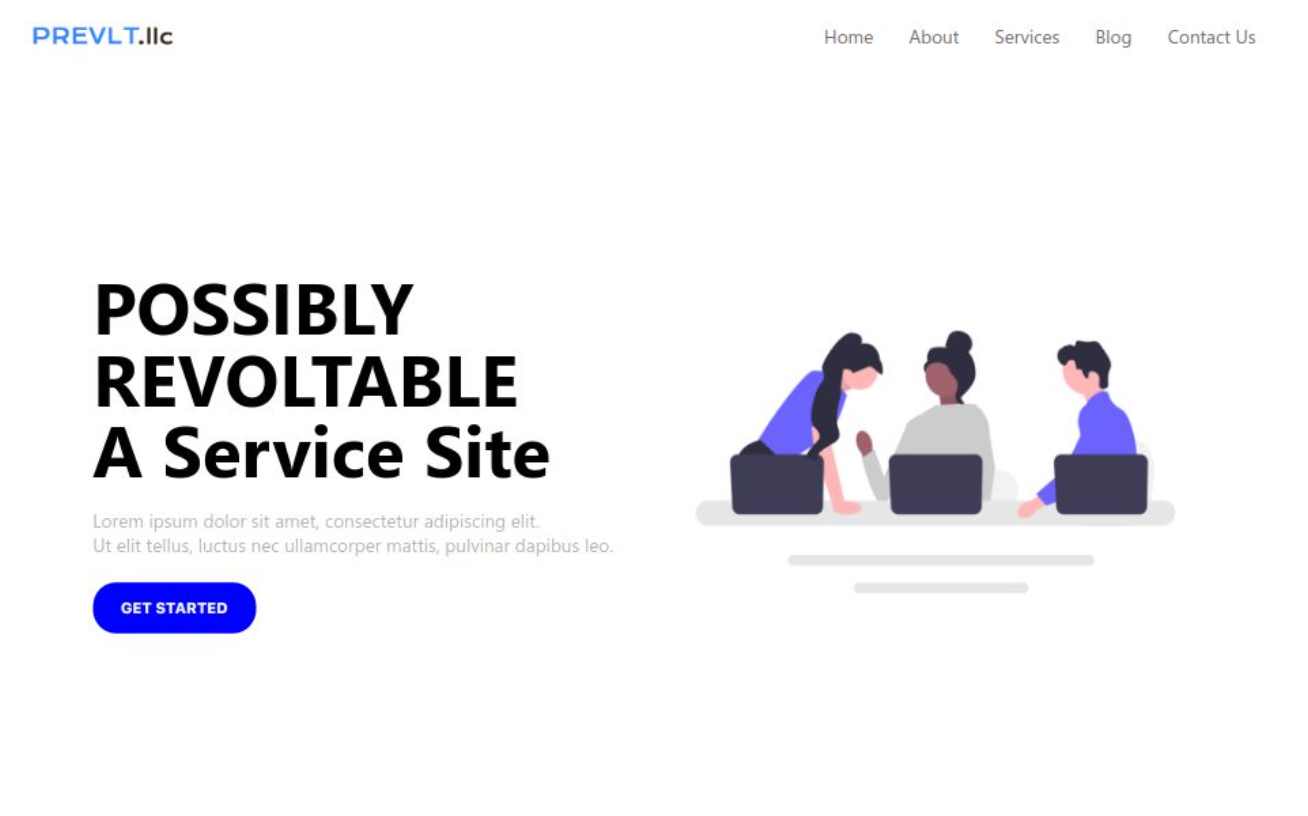 PREVLT.llc
Home About Services Blog Contact Us
POSSIBLY
REVOLTABLE
A Service Site
Lorem ipsum dolor sit amet, consectetur adipiscing elit.
Ut elit tellus, luctus nec ullamcorper mattis, pulvinar dapibus leo.
GET STARTED